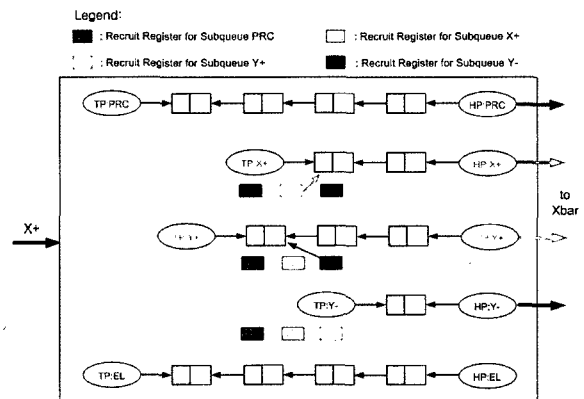 Legend:
: Recruit Register for Subqueue PRC
: Recruit Register for Subqueue X+
: Recruit Register for Subqueue Y+
: Recruit Register for Subqueue Y-
TP:PRC
HP:PRC
TP:X+
HP:X+
to
Xbar
X+
TP:Y+
HP:Y+
TP:Y-
HP:Y-
TP:EL
HP:EL